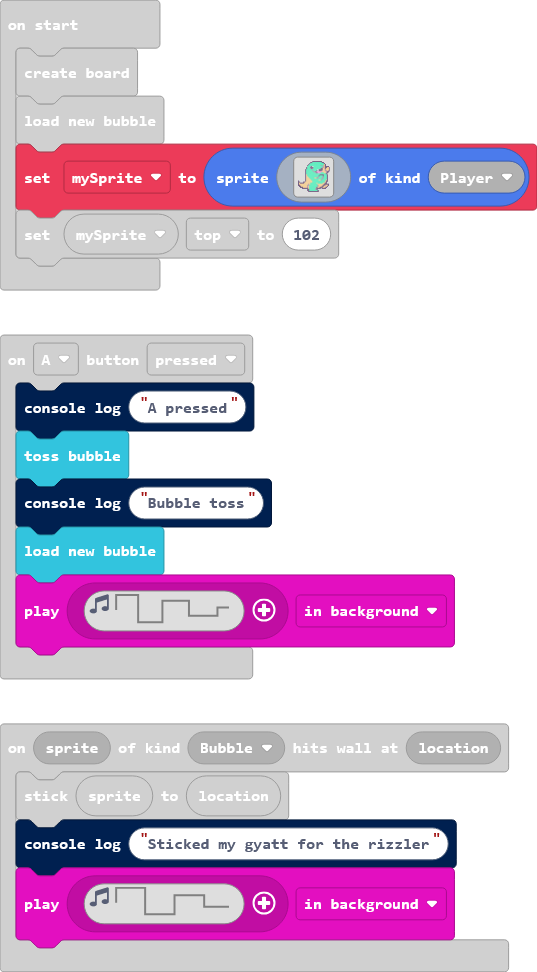 on start
create board
load new bubble
set mySprite to sprite of kind Player
set mySprite top to 102
on A button pressed
console log "A pressed"
toss bubble
console log "Bubble toss"
load new bubble
play in background
on sprite of kind Bubble hits wall at location
stick sprite to location
console log "Sticked my gyatt for the rizzler"
play in background